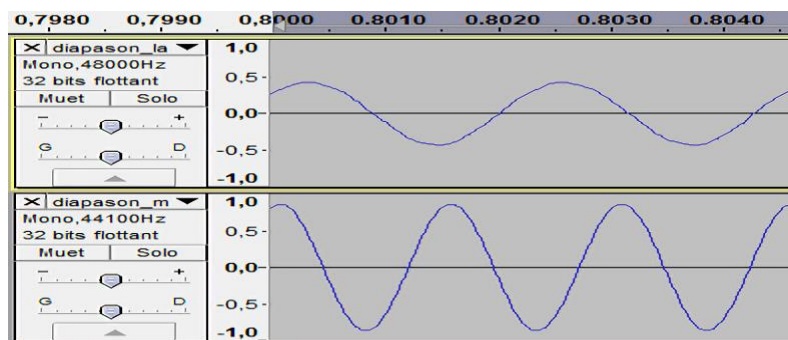 0,7980 0,7990 0,8000 0.8010 0.8020 0.8030 0.8040
X diapason_la ▼ 1,0
Mono,48000Hz
32 bits flottant 0,5-
Muet Solo
- + 0,0-
G D -0,5-
-1,0
X diapason_m ▼ 1,0
Mono,44100Hz
32 bits flottant 0,5-
Muet Solo
- + 0,0-
G D -0,5-
-1,0